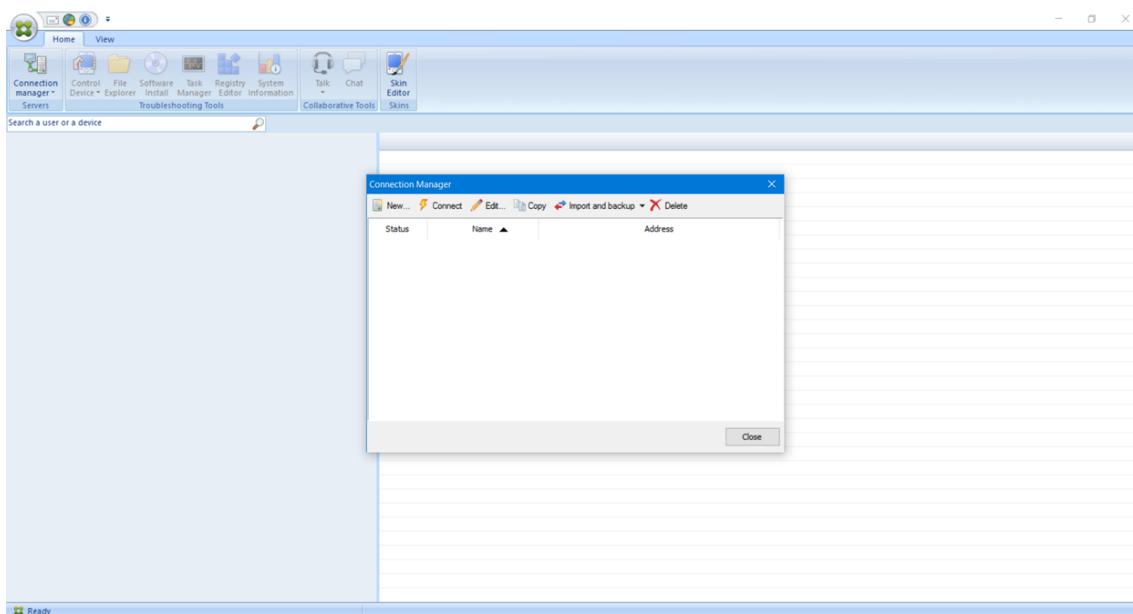 Home View
Connection manager
Control Device
File Explorer
Software Install
Task Manager
Registry Editor
System Information
Talk
Chat
Skin Editor
Servers
Troubleshooting Tools
Collaborative Tools
Skins
Search a user or a device
Connection Manager
New... Connect Edit... Copy Import and backup Delete
Status Name Address
Close
Ready